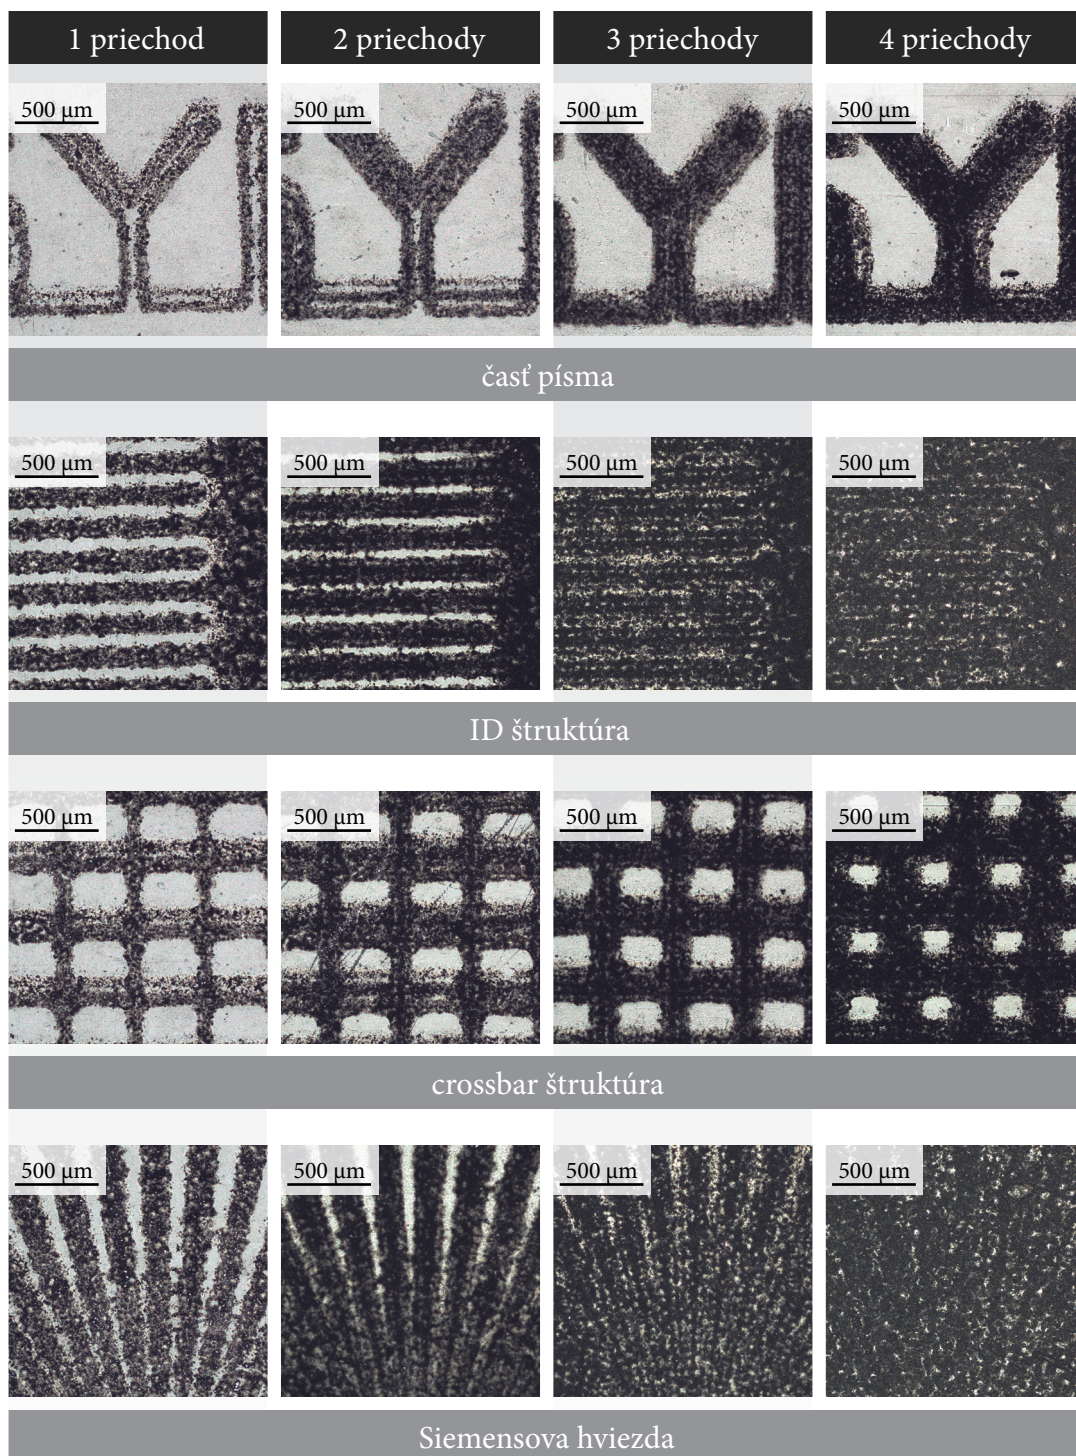 1 priechod 2 priechody 3 priechody 4 priechody
500 µm 500 µm 500 µm 500 µm
časť písma
500 µm 500 µm 500 µm 500 µm
ID štruktúra
500 µm 500 µm 500 µm 500 µm
crossbar štruktúra
500 µm 500 µm 500 µm 500 µm
Siemensova hviezda